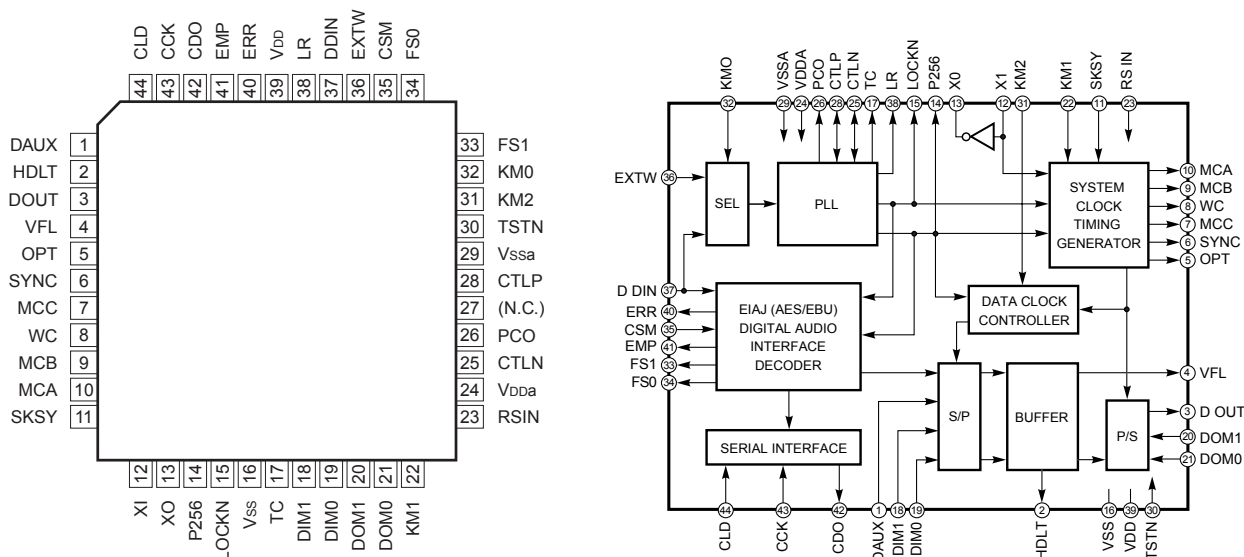 CLD CCK CDO EMP ERR VDD LR DDIN EXTW CSM FS0
44 43 42 41 40 39 38 37 36 35 34
DAUX 1
HDLT 2
DOUT 3
VFL 4
OPT 5
SYNC 6
MCC 7
WC 8
MCB 9
MCA 10
SKSY 11
33 FS1
32 KM0
31 KM2
30 TSTN
29 Vssa
28 CTLP
27 (N.C.)
26 PCO
25 CTLN
24 VDDa
23 RSIN
12 13 14 15 16 17 18 19 20 21 22
XI XO P256 LOCKN Vss TC DIM1 DIM0 DOM1 DOM0 KM1
KMO VSSA VDDA PCO CTLP CTLN TC LR LOCKN P256 X0 X1 KM2 KM1 SKSY RS IN
32 29 24 26 28 25 17 38 15 14 13 12 31 22 11 23
EXTW 36
SEL
PLL
SYSTEM
CLOCK
TIMING
GENERATOR
10 MCA
9 MCB
8 WC
7 MCC
6 SYNC
5 OPT
D DIN 37
ERR 40
CSM 35
EMP 41
FS1 33
FS0 34
EIAJ (AES/EBU)
DIGITAL AUDIO
INTERFACE
DECODER
DATA CLOCK
CONTROLLER
S/P
BUFFER
P/S
4 VFL
3 D OUT
20 DOM1
21 DOM0
SERIAL INTERFACE
44 43 42 1 18 19 2 16 39 30
CLD CCK CDO DAUX DIM1 DIM0 HDLT VSS VDD TSTN